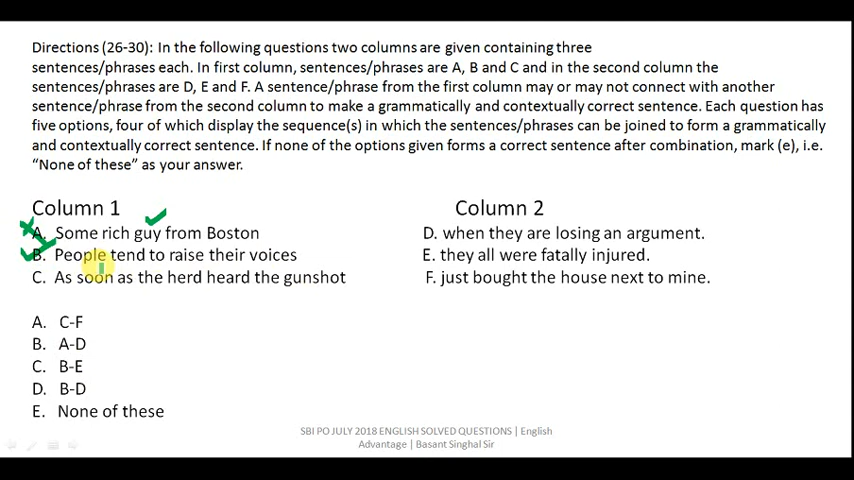 Directions (26-30): In the following questions two columns are given containing three
sentences/phrases each. In first column, sentences/phrases are A, B and C and in the second column the
sentences/phrases are D, E and F. A sentence/phrase from the first column may or may not connect with another
sentence/phrase from the second column to make a grammatically and contextually correct sentence. Each question has
five options, four of which display the sequence(s) in which the sentences/phrases can be joined to form a grammatically
and contextually correct sentence. If none of the options given forms a correct sentence after combination, mark (e), i.e.
“None of these” as your answer.
Column 1
A. Some rich guy from Boston
B. People tend to raise their voices
C. As soon as the herd heard the gunshot
Column 2
D. when they are losing an argument.
E. they all were fatally injured.
F. just bought the house next to mine.
A. C-F
B. A-D
C. B-E
D. B-D
E. None of these
SBI PO JULY 2018 ENGLISH SOLVED QUESTIONS | English
Advantage | Basant Singhal Sir